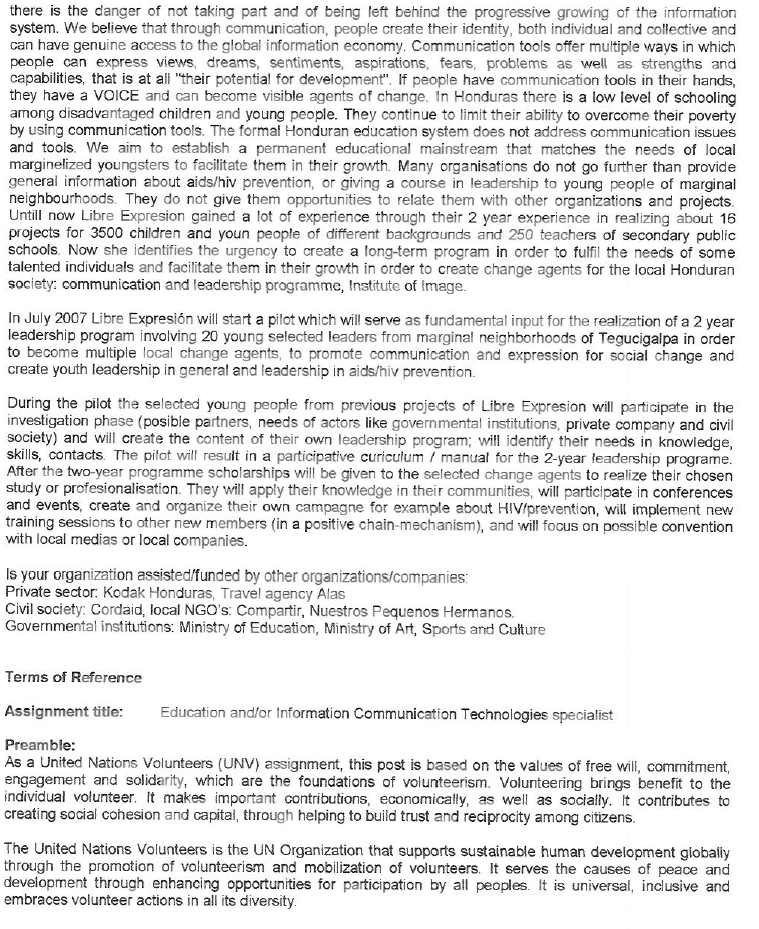 there is the danger of not taking part and of being left behind the progressive growing of the information
system. We believe that through communication, people create their identity, both individual and collective and
can have genuine access to the global information economy. Communication tools offer multiple ways in which
people can express views, dreams, sentiments, aspirations, fears, problems as well as strengths and
capabilities, that is at all "their potential for development". If people have communication tools in their hands,
they have a VOICE and can become visible agents of change. In Honduras there is a low level of schooling
among disadvantaged children and young people. They continue to limit their ability to overcome their poverty
by using communication tools. The formal Honduran education system does not address communication issues
and tools. We aim to establish a permanent educational mainstream that matches the needs of local
marginelized youngsters to facilitate them in their growth. Many organisations do not go further than provide
general information about aids/hiv prevention, or giving a course in leadership to young people of marginal
neighbourhoods. They do not give them opportunities to relate them with other organizations and projects.
Untill now Libre Expresion gained a lot of experience through their 2 year experience in realizing about 16
projects for 3500 children and youn people of different backgrounds and 250 teachers of secondary public
schools. Now she identifies the urgency to create a long-term program in order to fulfil the needs of some
talented individuals and facilitate them in their growth in order to create change agents for the local Honduran
society: communication and leadership programme, Institute of Image.
In July 2007 Libre Expresión will start a pilot which will serve as fundamental input for the realization of a 2 year
leadership program involving 20 young selected leaders from marginal neighborhoods of Tegucigalpa in order
to become multiple local change agents, to promote communication and expression for social change and
create youth leadership in general and leadership in aids/hiv prevention.
During the pilot the selected young people from previous projects of Libre Expresion will participate in the
investigation phase (posible partners, needs of actors like governmental institutions, private company and civil
society) and will create the content of their own leadership program; will identify their needs in knowledge,
skills, contacts. The pilot will result in a participative curiculum / manual for the 2-year leadership programe.
After the two-year programme scholarships will be given to the selected change agents to realize their chosen
study or profesionalisation. They will apply their knowledge in their communities, will participate in conferences
and events, create and organize their own campagne for example about HIV/prevention, will implement new
training sessions to other new members (in a positive chain-mechanism), and will focus on possible convention
with local medias or local companies.
Is your organization assisted/funded by other organizations/companies:
Private sector: Kodak Honduras, Travel agency Alas
Civil society: Cordaid, local NGO's: Compartir, Nuestros Pequenos Hermanos.
Governmental institutions: Ministry of Education, Ministry of Art, Sports and Culture
Terms of Reference
Assignment title: Education and/or Information Communication Technologies specialist
Preamble:
As a United Nations Volunteers (UNV) assignment, this post is based on the values of free will, commitment,
engagement and solidarity, which are the foundations of volunteerism. Volunteering brings benefit to the
individual volunteer. It makes important contributions, economically, as well as socially. It contributes to
creating social cohesion and capital, through helping to build trust and reciprocity among citizens.
The United Nations Volunteers is the UN Organization that supports sustainable human development globally
through the promotion of volunteerism and mobilization of volunteers. It serves the causes of peace and
development through enhancing opportunities for participation by all peoples. It is universal, inclusive and
embraces volunteer actions in all its diversity.